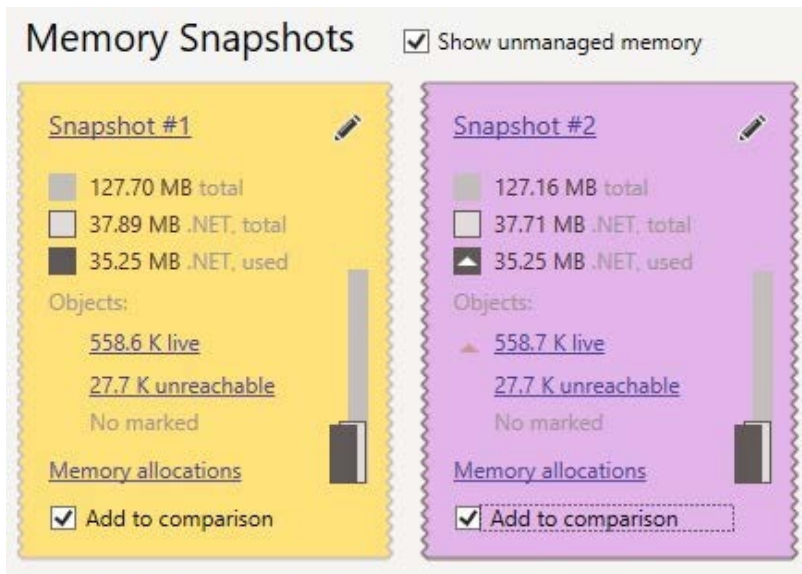 Memory Snapshots
Show unmanaged memory
Snapshot #1
127.70 MB total
37.89 MB .NET, total
35.25 MB .NET, used
Objects:
558.6 K live
27.7 K unreachable
No marked
Memory allocations
Add to comparison
Snapshot #2
127.16 MB total
37.71 MB .NET, total
35.25 MB .NET, used
Objects:
558.7 K live
27.7 K unreachable
No marked
Memory allocations
Add to comparison